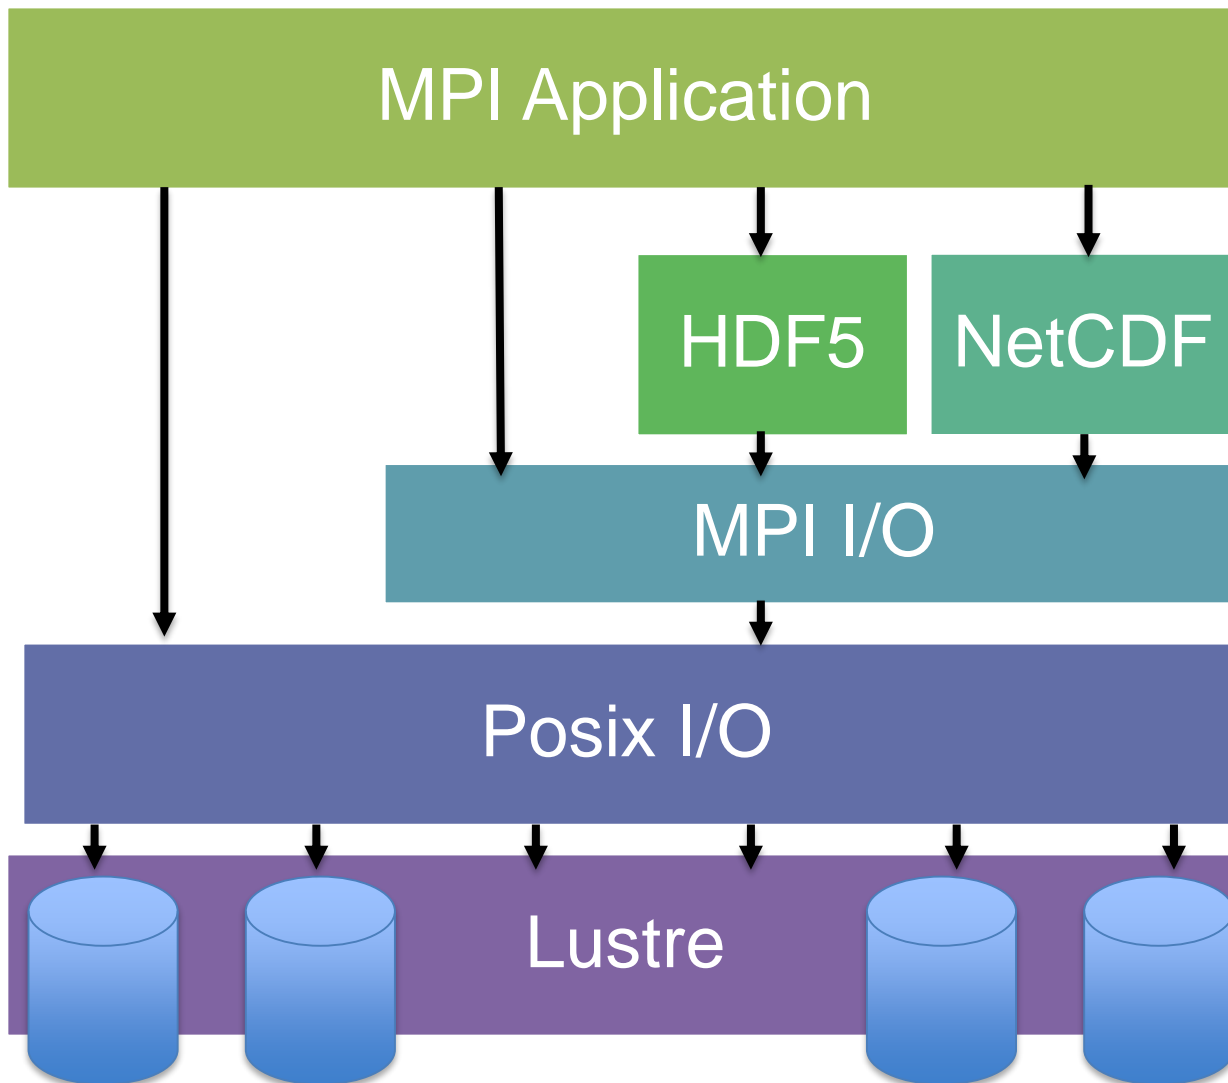 MPI Application
HDF5
NetCDF
MPI I/O
Posix I/O
Lustre